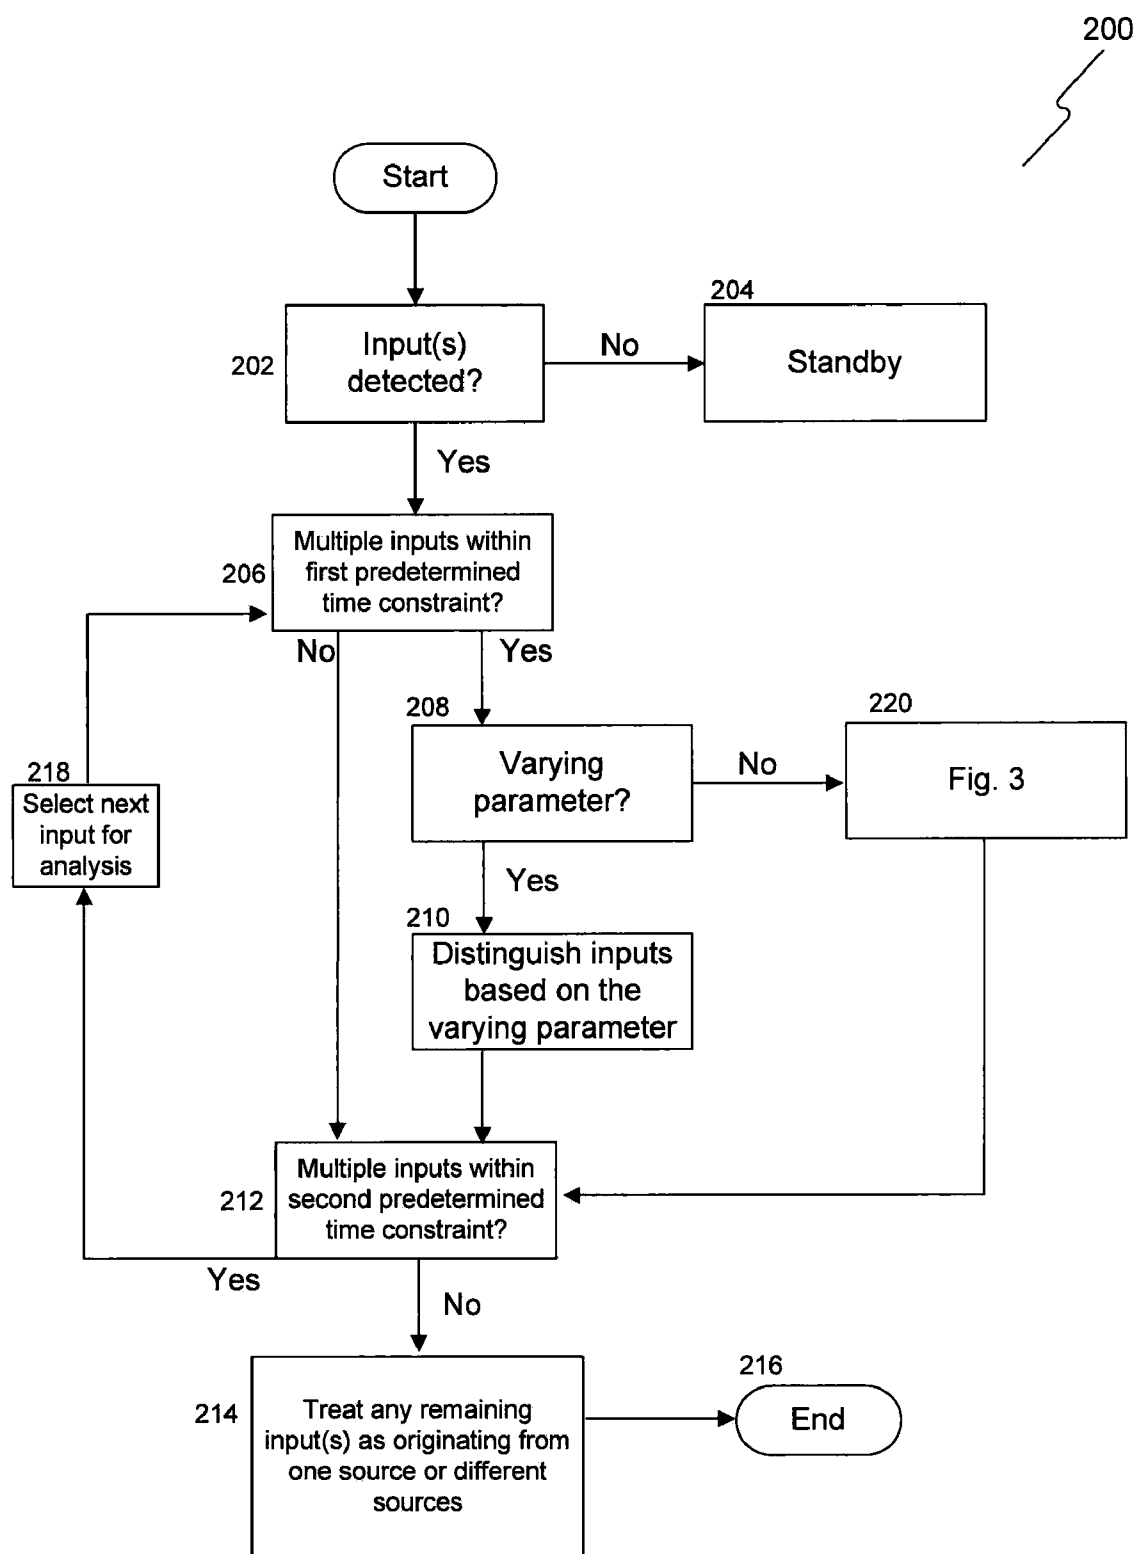 200
Start
204
Input(s)
detected?
202
No
Standby
Yes
Multiple inputs within
first predetermined
time constraint?
206
No
Yes
208
220
Varying
parameter?
No
Fig. 3
218
Select next
input for
analysis
Yes
210
Distinguish inputs
based on the
varying parameter
Multiple inputs within
second predetermined
time constraint?
212
Yes
No
216
214
Treat any remaining
input(s) as originating from
one source or different
sources
End